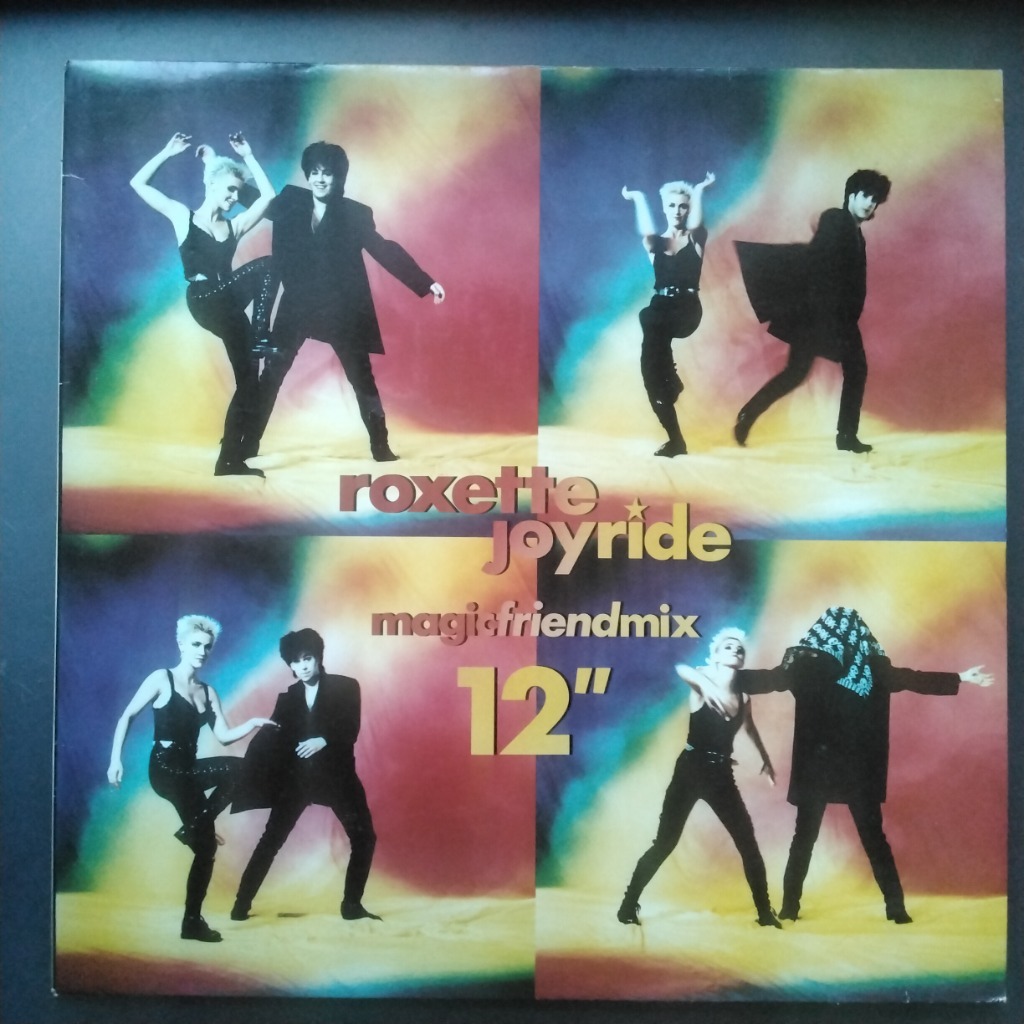 roxette
joyride
magicfriendmix
12"